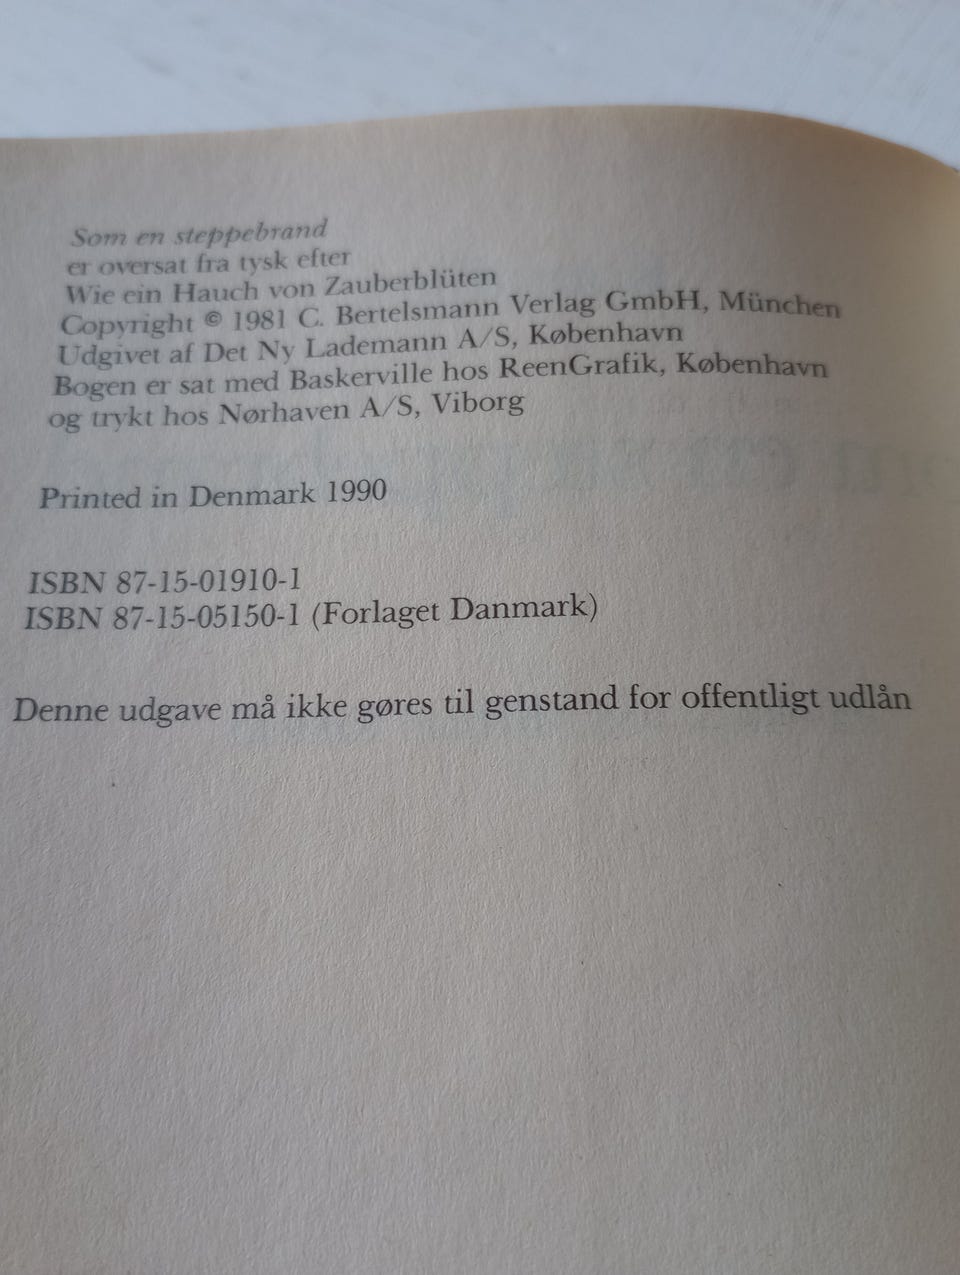 Som en steppebrand
er oversat fra tysk efter
Wie ein Hauch von Zauberblüten
Copyright © 1981 C. Bertelsmann Verlag GmbH, München
Udgivet af Det Ny Lademann A/S, København
Bogen er sat med Baskerville hos ReenGrafik, København
og trykt hos Nørhaven A/S, Viborg
Printed in Denmark 1990
ISBN 87-15-01910-1
ISBN 87-15-05150-1 (Forlaget Danmark)
Denne udgave må ikke gøres til genstand for offentligt udlån